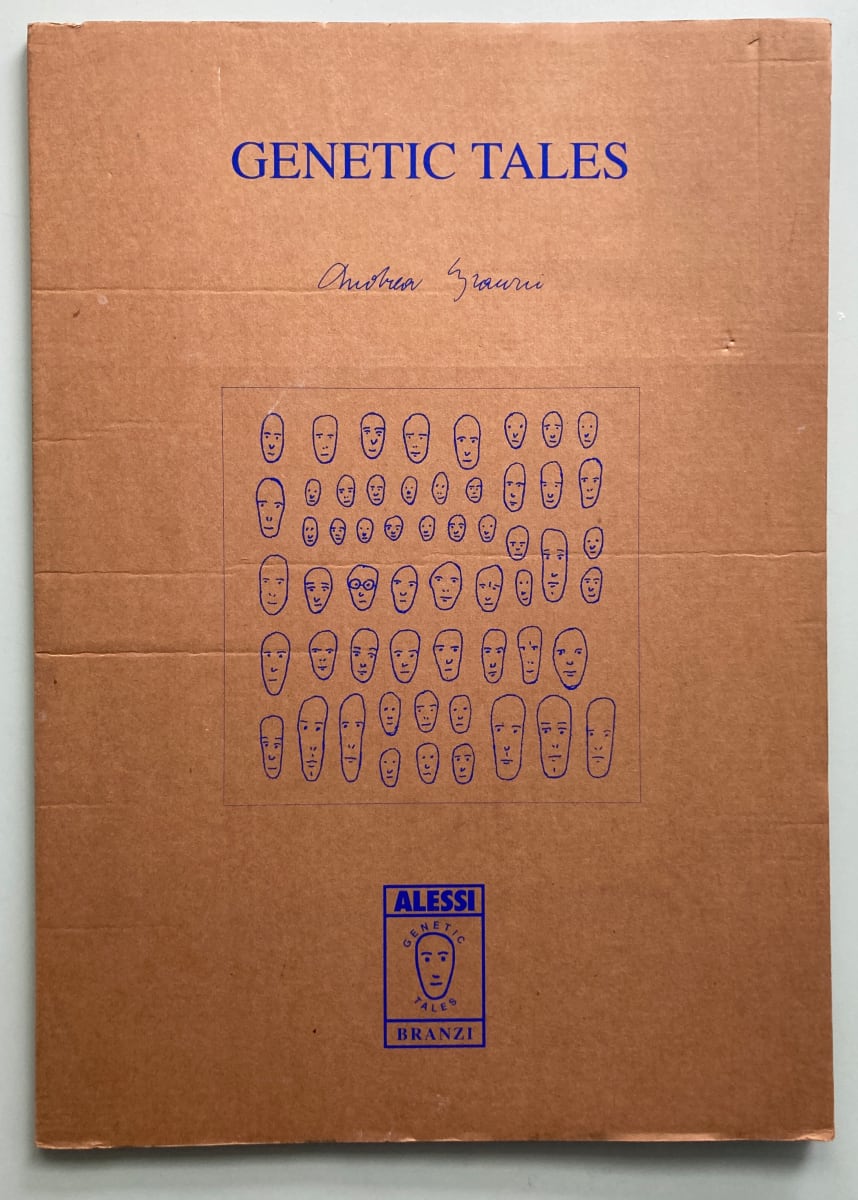 GENETIC TALES
Andrea Branzi
ALESSI
GENETIC
TALES
BRANZI